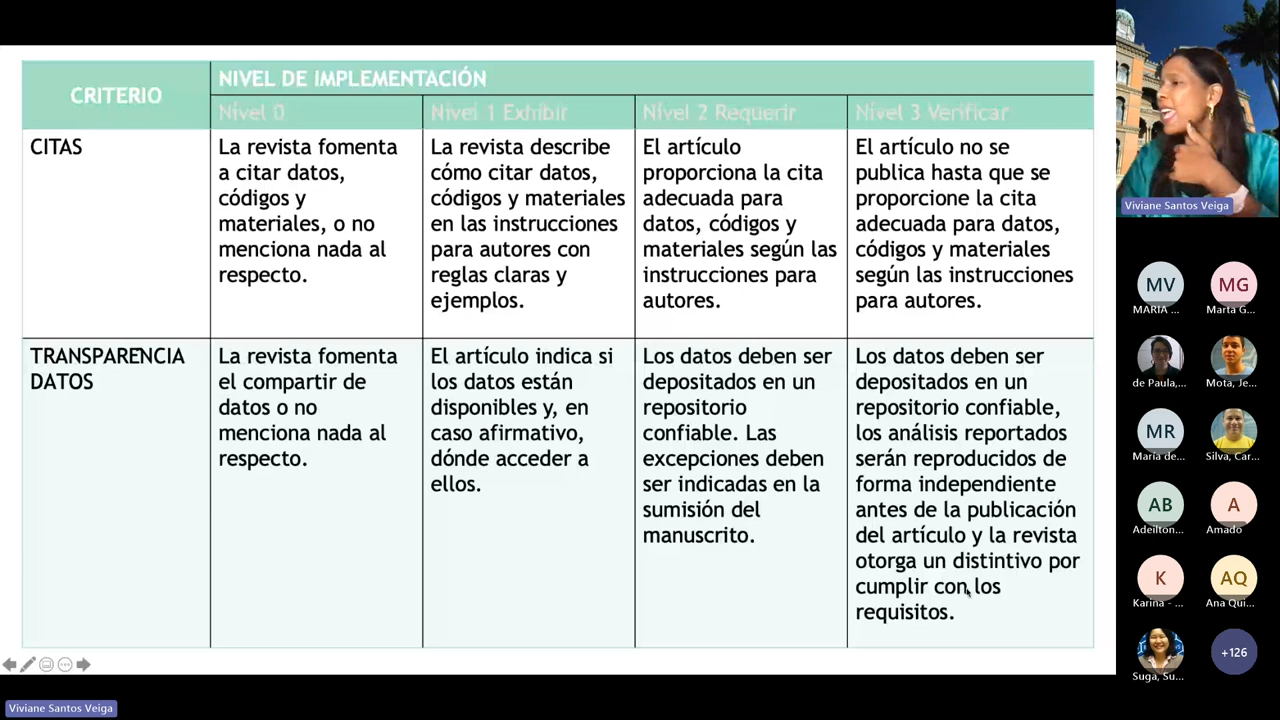 CRITERIO
NIVEL DE IMPLEMENTACIÓN
Nível 0
Nível 1 Exhibir
Nível 2 Requerir
Nível 3 Verificar
CITAS
La revista fomenta
a citar datos,
códigos y
materiales, o no
menciona nada al
respecto.
La revista describe
cómo citar datos,
códigos y materiales
en las instrucciones
para autores con
reglas claras y
ejemplos.
El artículo
proporciona la cita
adecuada para
datos, códigos y
materiales según las
instrucciones para
autores.
El artículo no se
publica hasta que se
proporcione la cita
adecuada para datos,
códigos y materiales
según las instrucciones
para autores.
TRANSPARENCIA
DATOS
La revista fomenta
el compartir de
datos o no
menciona nada al
respecto.
El artículo indica si
los datos están
disponibles y, en
caso afirmativo,
dónde acceder a
ellos.
Los datos deben ser
depositados en un
repositorio
confiable. Las
excepciones deben
ser indicadas en la
sumisión del
manuscrito.
Los datos deben ser
depositados en un
repositorio confiable,
los análisis reportados
serán reproducidos de
forma independiente
antes de la publicación
del artículo y la revista
otorga un distintivo por
cumplir con los
requisitos.
Viviane Santos Veiga
MV
MARIA ...
MG
Marta G...
de Paula,...
Mota, Je...
MR
Maria de...
Silva, Car...
AB
Adeilton...
A
Amado
K
Karina - ...
AQ
Ana Qui...
Suga, Su...
+126
Viviane Santos Veiga